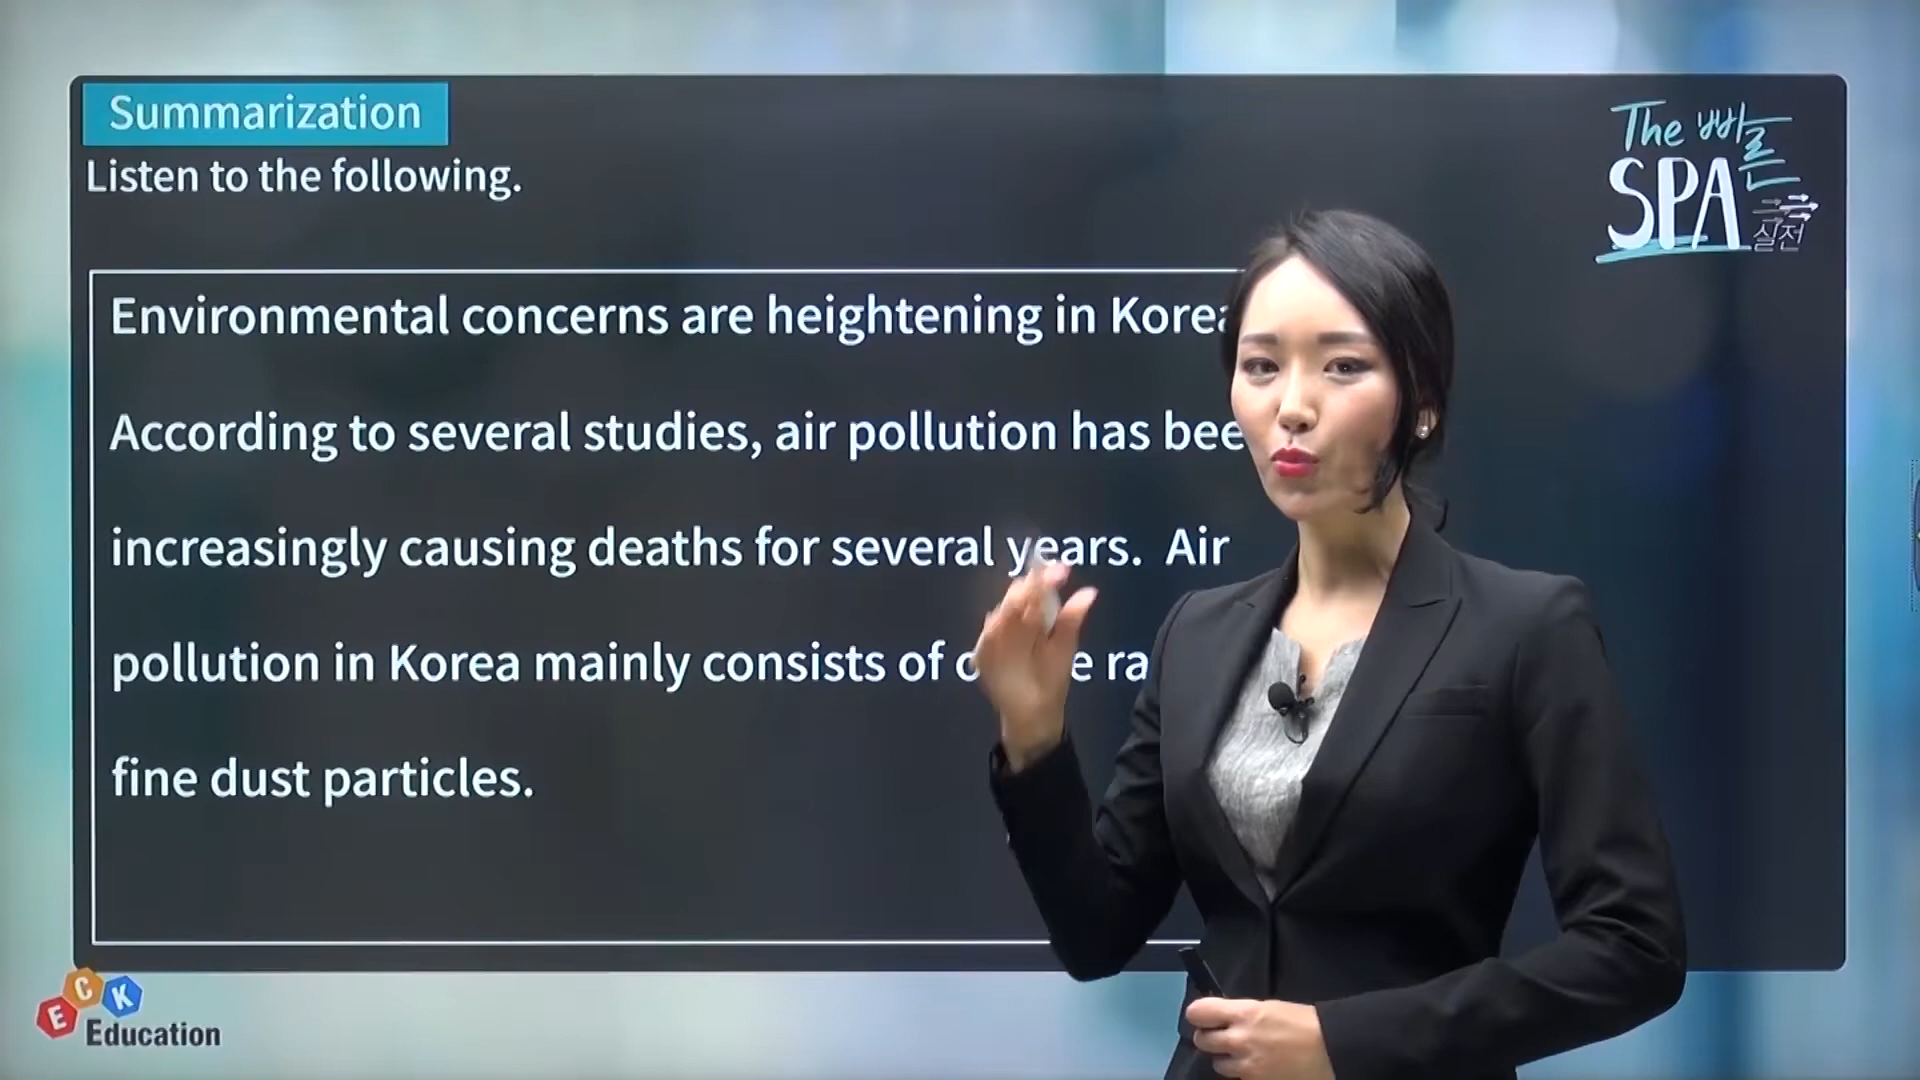 Summarization
Listen to the following.
The 빠른
SPA
실전
Environmental concerns are heightening in Korea
According to several studies, air pollution has
increasingly causing deaths for several years. Air
pollution in Korea mainly consists of
fine dust particles.
ECK
Education